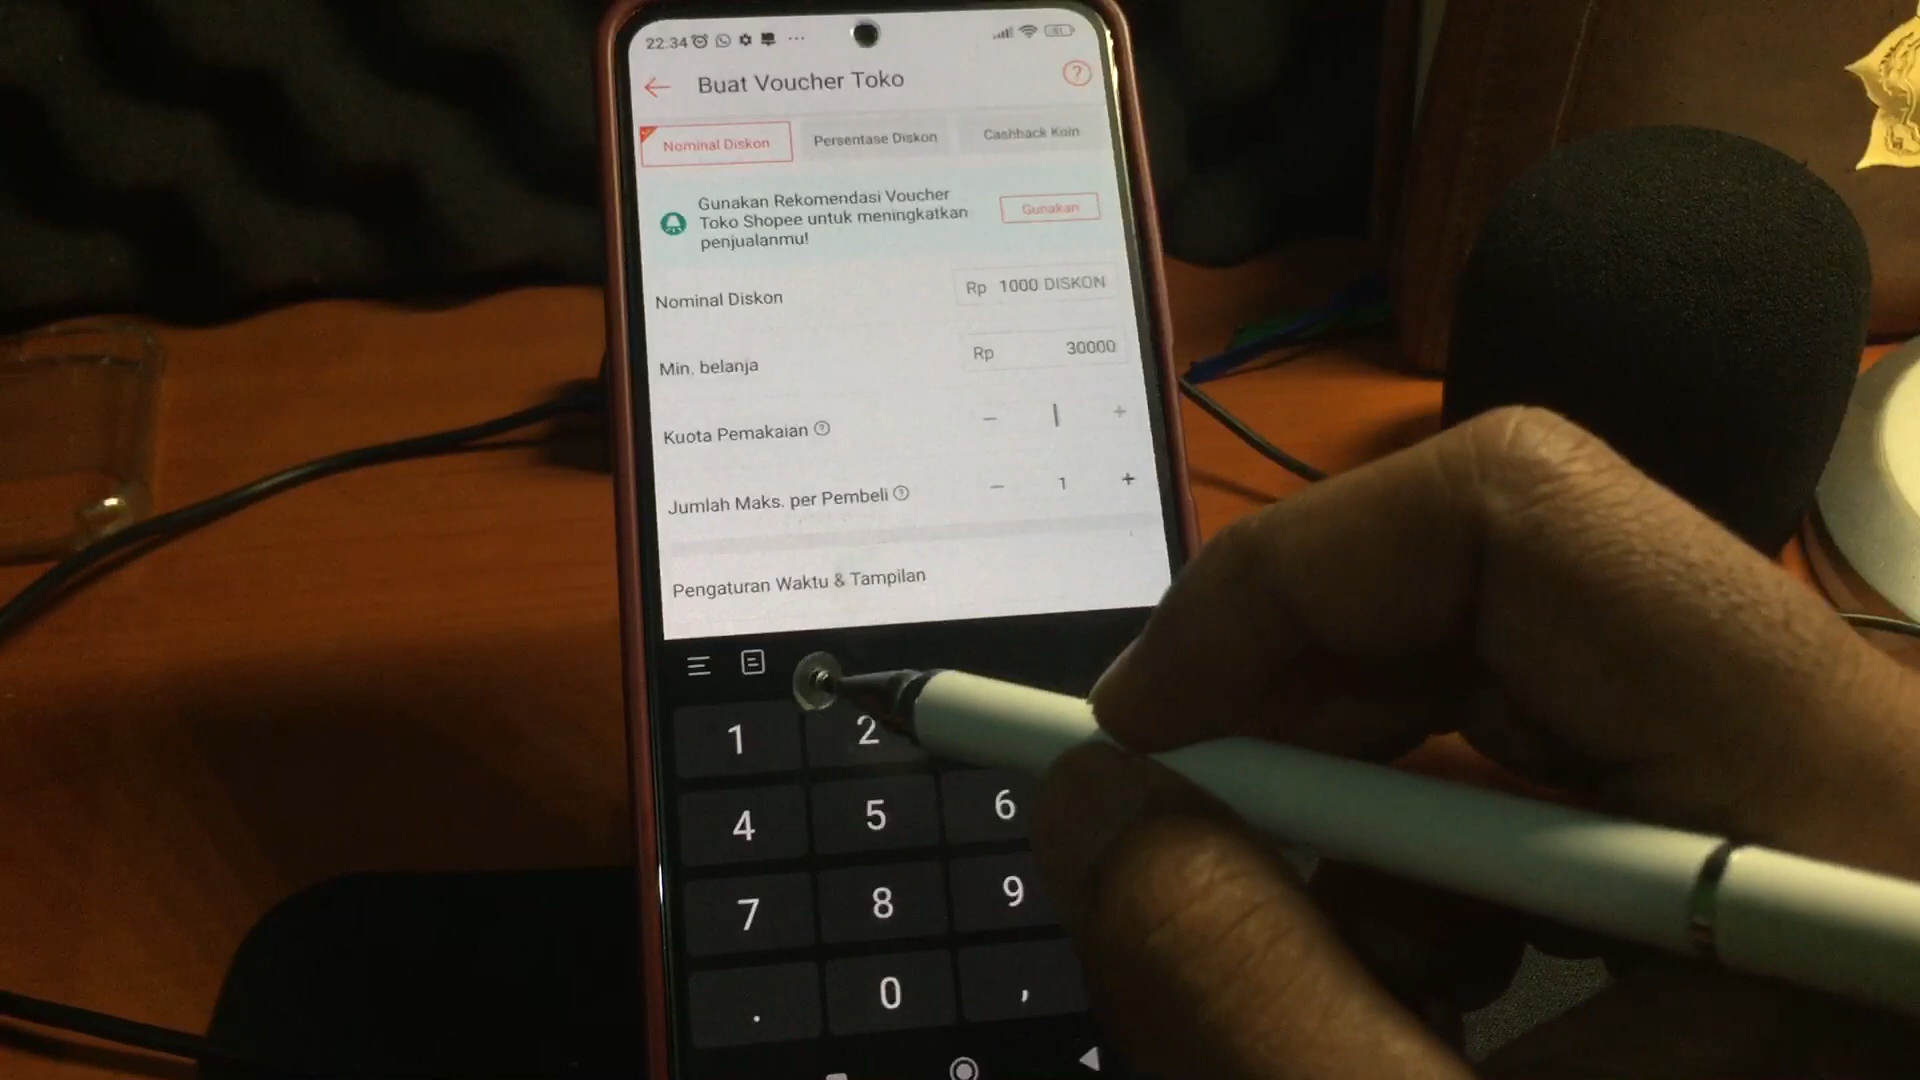 22:34
Buat Voucher Toko
?
Nominal Diskon
Persentase Diskon
Cashback Koin
Gunakan Rekomendasi Voucher
Toko Shopee untuk meningkatkan
penjualanmu!
Gunakan
Nominal Diskon
Rp 1000 DISKON
Min. belanja
Rp 30000
Kuota Pemakaian ?
− +
Jumlah Maks. per Pembeli ?
− 1 +
Pengaturan Waktu & Tampilan
1 2
4 5 6
7 8 9
. 0 ,